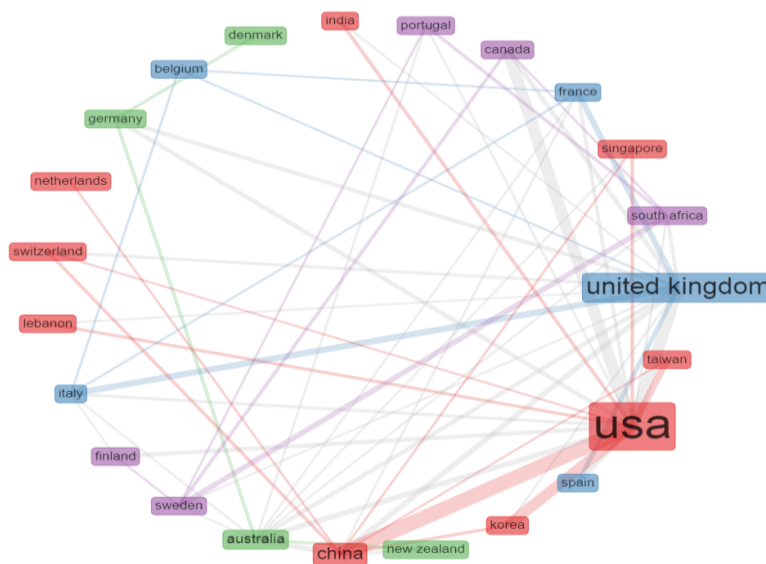 india
portugal
denmark
canada
belgium
france
germany
singapore
netherlands
south africa
switzerland
united kingdom
lebanon
taiwan
italy
usa
finland
spain
sweden
korea
australia
new zealand
china